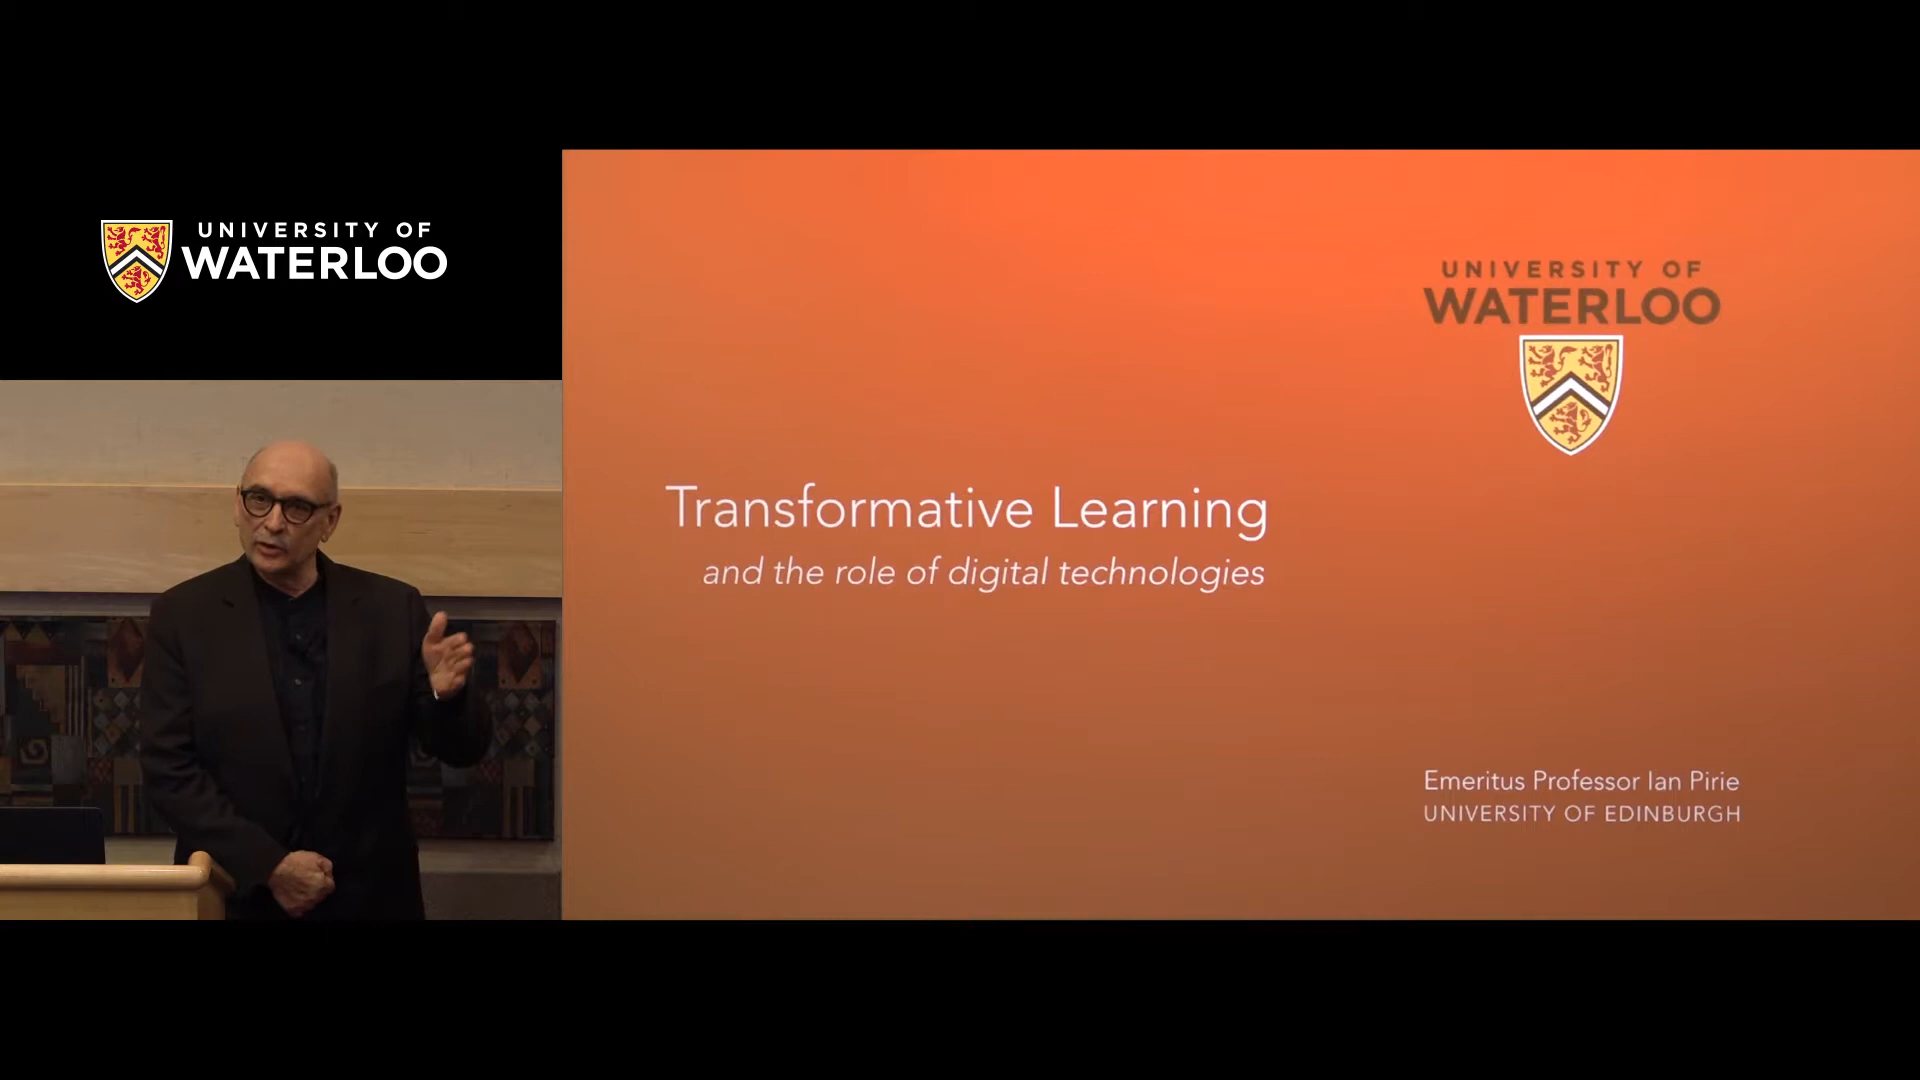 UNIVERSITY OF
WATERLOO
UNIVERSITY OF
WATERLOO
Transformative Learning
and the role of digital technologies
Emeritus Professor Ian Pirie
UNIVERSITY OF EDINBURGH